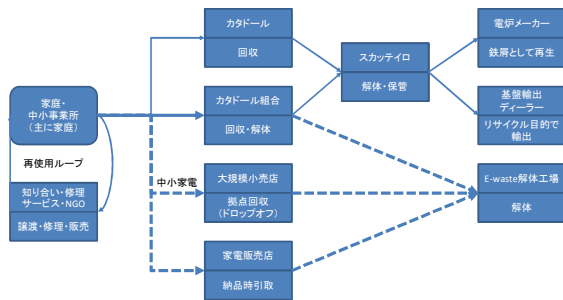 カタドール
回収
電炉メーカー
鉄屑として再生
スカッテイロ
解体・保管
家庭・
中小事業所
（主に家庭）
カタドール組合
回収・解体
基盤輸出
ディーラー
リサイクル目的で
輸出
再使用ループ
中小家電
知り合い・修理
サービス・NGO
譲渡・修理・販売
大規模小売店
拠点回収
（ドロップオフ）
E-waste解体工場
解体
家電販売店
納品時引取